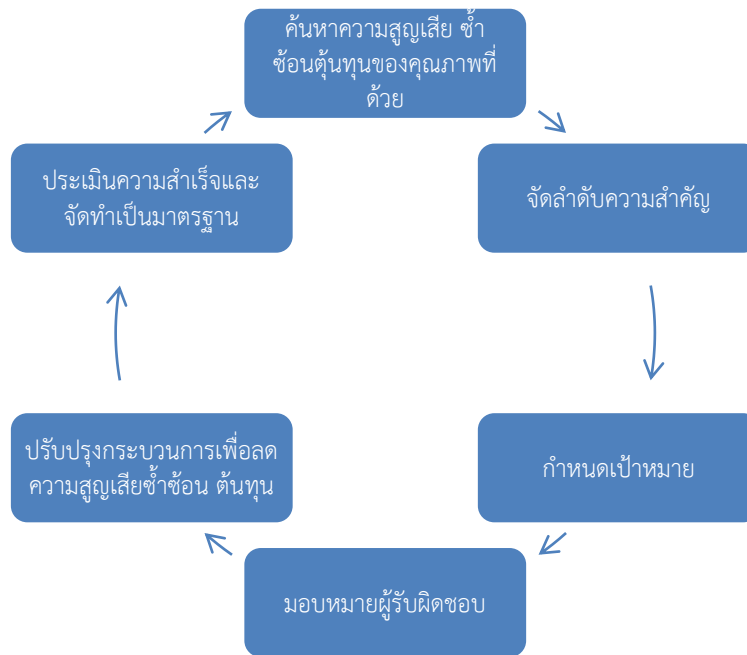 ค้นหาความสูญเสีย ซ้ำ
ซ้อนตุ้นทุนของคุณภาพที่
ด้วย
จัดลำดับความสำคัญ
กำหนดเป้าหมาย
มอบหมายผู้รับผิดชอบ
ปรับปรุงกระบวนการเพื่อลด
ความสูญเสียซ้ำซ้อน ต้นทุน
ประเมินความสำเร็จและ
จัดทำเป็นมาตรฐาน